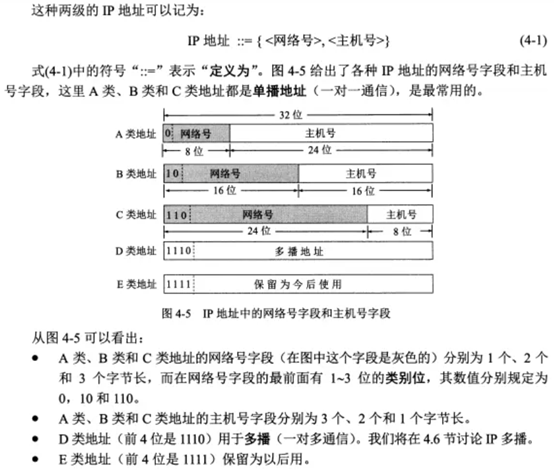 这种两级的 IP 地址可以记为：
IP 地址 ::= { <网络号>, <主机号>} (4-1)
式(4-1)中的符号“::=”表示“定义为”。图 4-5 给出了各种 IP 地址的网络号字段和主机
号字段，这里 A 类、B 类和 C 类地址都是单播地址（一对一通信），是最常用的。
32 位
A 类地址 0 网络号 主机号
8 位 24 位
B 类地址 10 网络号 主机号
16 位 16 位
C 类地址 110 网络号 主机号
24 位 8 位
D 类地址 1110 多播地址
E 类地址 1111 保留为今后使用
图 4-5 IP 地址中的网络号字段和主机号字段
从图 4-5 可以看出：
● A 类、B 类和 C 类地址的网络号字段（在图中这个字段是灰色的）分别为 1 个、2 个
和 3 个字节长，而在网络号字段的最前面有 1~3 位的类别位，其数值分别规定为
0，10 和 110。
● A 类、B 类和 C 类地址的主机号字段分别为 3 个、2 个和 1 个字节长。
● D 类地址（前 4 位是 1110）用于多播（一对多通信）。我们将在 4.6 节讨论 IP 多播。
● E 类地址（前 4 位是 1111）保留为以后用。